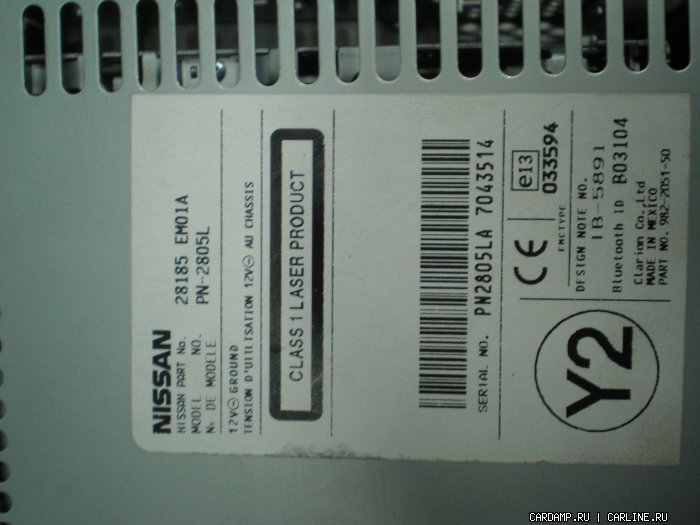 NISSAN
NISSAN PART No. 28185 EM01A
MODEL NO. PN-2805L
No. DE MODELE
12V⊖ GROUND
TENSION D'UTILISATION 12V⊖ AU CHASSIS
CLASS 1 LASER PRODUCT
SERIAL NO. PN2805LA 7043514
CE e13
EMCTYPE 033594
DESIGN NOTE NO.
IB-5891
Bluetooth ID B03104
Clarion Co.,Ltd
MADE IN MEXICO
PART NO. 982-2051-50
Y2
CARDAMP.RU | CARLINE.RU